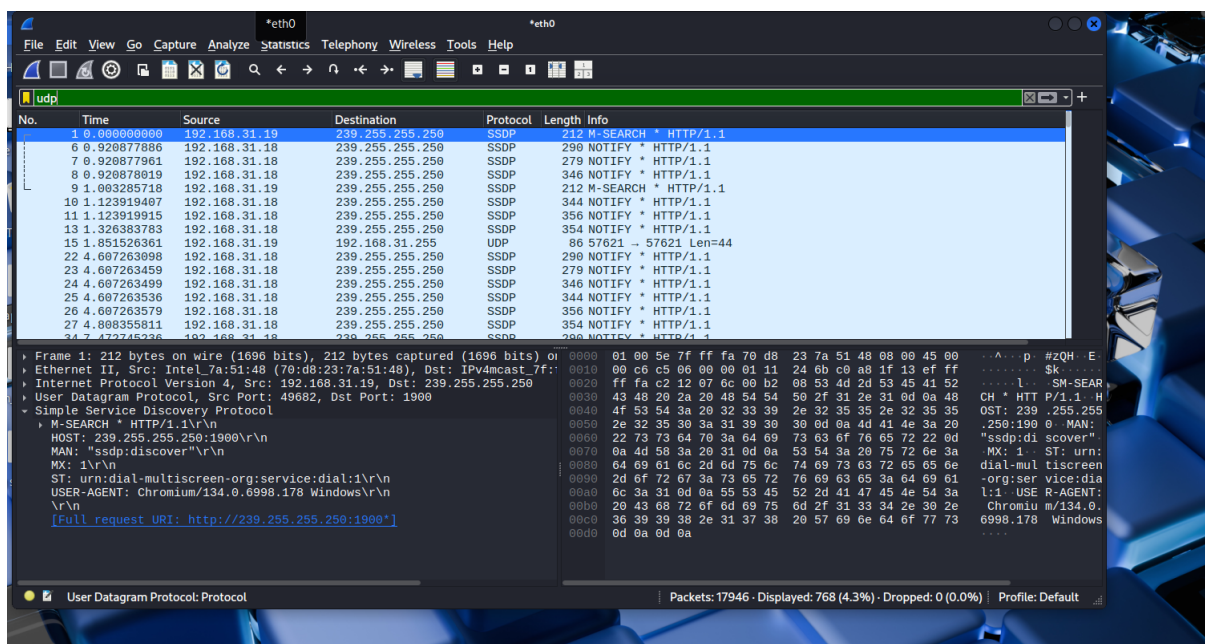 *eth0 *eth0
File Edit View Go Capture Analyze Statistics Telephony Wireless Tools Help
udp
No. Time Source Destination Protocol Length Info
1 0.000000000 192.168.31.19 239.255.255.250 SSDP 212 M-SEARCH * HTTP/1.1
6 0.920877886 192.168.31.18 239.255.255.250 SSDP 290 NOTIFY * HTTP/1.1
7 0.920877961 192.168.31.18 239.255.255.250 SSDP 279 NOTIFY * HTTP/1.1
8 0.920878019 192.168.31.18 239.255.255.250 SSDP 346 NOTIFY * HTTP/1.1
9 1.003285718 192.168.31.19 239.255.255.250 SSDP 212 M-SEARCH * HTTP/1.1
10 1.123919407 192.168.31.18 239.255.255.250 SSDP 344 NOTIFY * HTTP/1.1
11 1.123919915 192.168.31.18 239.255.255.250 SSDP 356 NOTIFY * HTTP/1.1
13 1.326383783 192.168.31.18 239.255.255.250 SSDP 354 NOTIFY * HTTP/1.1
15 1.851526361 192.168.31.19 192.168.31.255 UDP 86 57621 → 57621 Len=44
22 4.607263098 192.168.31.18 239.255.255.250 SSDP 290 NOTIFY * HTTP/1.1
23 4.607263459 192.168.31.18 239.255.255.250 SSDP 279 NOTIFY * HTTP/1.1
24 4.607263499 192.168.31.18 239.255.255.250 SSDP 346 NOTIFY * HTTP/1.1
25 4.607263536 192.168.31.18 239.255.255.250 SSDP 344 NOTIFY * HTTP/1.1
26 4.607263579 192.168.31.18 239.255.255.250 SSDP 356 NOTIFY * HTTP/1.1
27 4.808355811 192.168.31.18 239.255.255.250 SSDP 354 NOTIFY * HTTP/1.1
34 7.472745236 192.168.31.18 239.255.255.250 SSDP 290 NOTIFY * HTTP/1.1
Frame 1: 212 bytes on wire (1696 bits), 212 bytes captured (1696 bits) on
Ethernet II, Src: Intel_7a:51:48 (70:d8:23:7a:51:48), Dst: IPv4mcast_7f:
Internet Protocol Version 4, Src: 192.168.31.19, Dst: 239.255.255.250
User Datagram Protocol, Src Port: 49682, Dst Port: 1900
Simple Service Discovery Protocol
M-SEARCH * HTTP/1.1\r\n
HOST: 239.255.255.250:1900\r\n
MAN: "ssdp:discover"\r\n
MX: 1\r\n
ST: urn:dial-multiscreen-org:service:dial:1\r\n
USER-AGENT: Chromium/134.0.6998.178 Windows\r\n
\r\n
[Full request URI: http://239.255.255.250:1900*]
0000 01 00 5e 7f ff fa 70 d8 23 7a 51 48 08 00 45 00 ··^···p· #zQH··E·
0010 00 c6 c5 06 00 00 01 11 24 6b c0 a8 1f 13 ef ff ········ $k······
0020 ff fa c2 12 07 6c 00 b2 08 53 4d 2d 53 45 41 52 ·····l·· ·SM-SEAR
0030 43 48 20 2a 20 48 54 54 50 2f 31 2e 31 0d 0a 48 CH * HTT P/1.1··H
0040 4f 53 54 3a 20 32 33 39 2e 32 35 35 2e 32 35 35 OST: 239 .255.255
0050 2e 32 35 30 3a 31 39 30 30 0d 0a 4d 41 4e 3a 20 .250:190 0··MAN:
0060 22 73 73 64 70 3a 64 69 73 63 6f 76 65 72 22 0d "ssdp:di scover"·
0070 0a 4d 58 3a 20 31 0d 0a 53 54 3a 20 75 72 6e 3a ·MX: 1·· ST: urn:
0080 64 69 61 6c 2d 6d 75 6c 74 69 73 63 72 65 65 6e dial-mul tiscreen
0090 2d 6f 72 67 3a 73 65 72 76 69 63 65 3a 64 69 61 -org:ser vice:dia
00a0 6c 3a 31 0d 0a 55 53 45 52 2d 41 47 45 4e 54 3a l:1··USE R-AGENT:
00b0 20 43 68 72 6f 6d 69 75 6d 2f 31 33 34 2e 30 2e Chromiu m/134.0.
00c0 36 39 39 38 2e 31 37 38 20 57 69 6e 64 6f 77 73 6998.178 Windows
00d0 0d 0a 0d 0a ····
User Datagram Protocol: Protocol Packets: 17946 · Displayed: 768 (4.3%) · Dropped: 0 (0.0%) Profile: Default